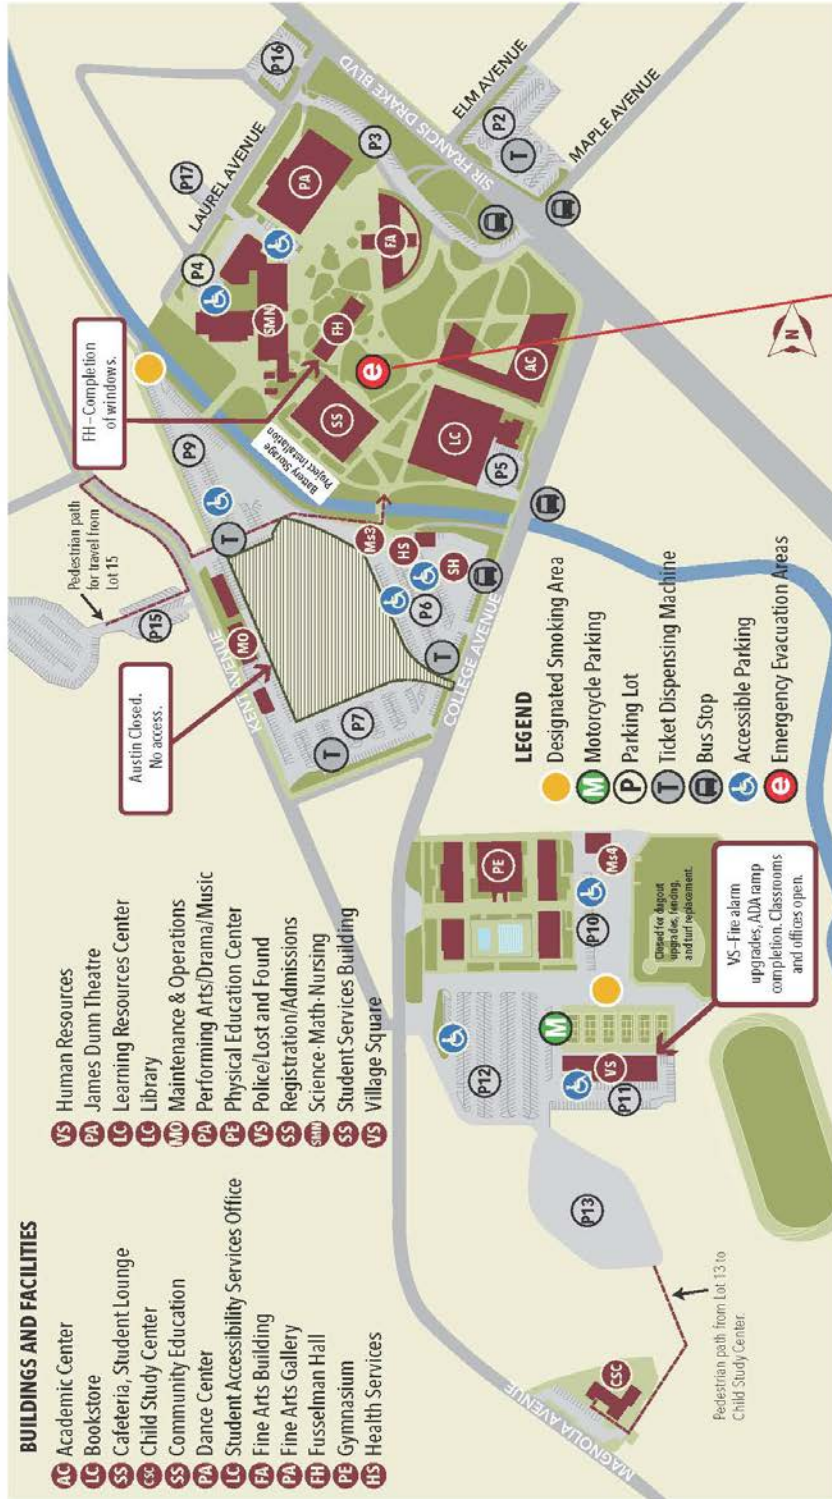 BUILDINGS AND FACILITIES
AC Academic Center
LC Bookstore
SS Cafeteria, Student Lounge
CSC Child Study Center
SS Community Education
PA Dance Center
LC Student Accessibility Services Office
FA Fine Arts Building
PA Fine Arts Gallery
FH Fusselman Hall
PE Gymnasium
HS Health Services
VS Human Resources
PA James Dunn Theatre
LC Learning Resources Center
LC Library
MO Maintenance & Operations
PA Performing Arts/Drama/Music
PE Physical Education Center
VS Police/Lost and Found
SS Registration/Admissions
SMN Science-Math-Nursing
SS Student Services Building
VS Village Square
Austin Closed.
No access.
Pedestrian path
for travel from
Lot 15
FH–Completion
of windows.
P15
KENT AVENUE
MO
P7
T
T
P9
T
Ms3
HS
SH
P6
COLLEGE AVENUE
Battery Storage
Project Installation
SS
FH
SMN
P4
P17
LAUREL AVENUE
P16
PA
P3
FA
e
LC
AC
P5
SIR FRANCIS DRAKE BLVD
ELM AVENUE
P2
T
MAPLE AVENUE
N
LEGEND
Designated Smoking Area
M Motorcycle Parking
P Parking Lot
T Ticket Dispensing Machine
Bus Stop
Accessible Parking
e Emergency Evacuation Areas
PE
P10
Ms4
P12
M
VS
P11
P13
Closed for dugout
upgrades, fencing,
and turf replacement.
VS–Fire alarm
upgrades, ADA ramp
completion. Classrooms
and offices open.
CSC
MAGNOLIA AVENUE
Pedestrian path from Lot 13 to
Child Study Center.